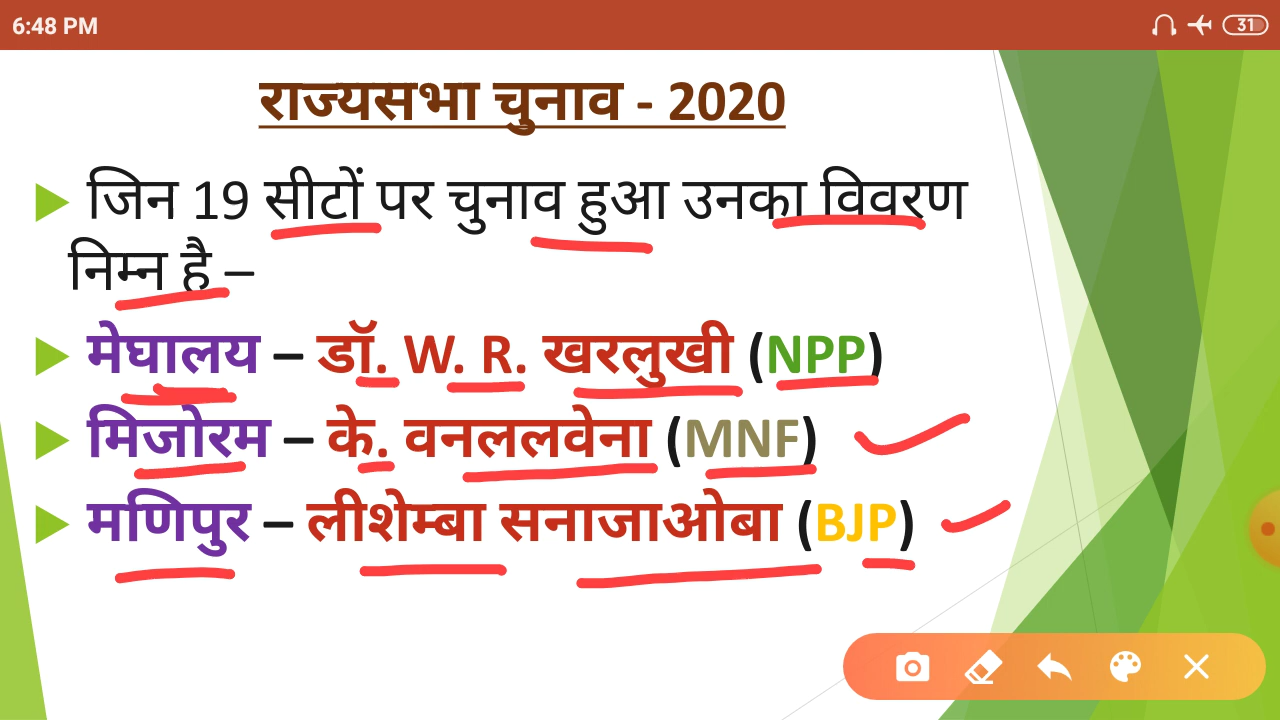 6:48 PM
31
राज्यसभा चुनाव - 2020
जिन 19 सीटों पर चुनाव हुआ उनका विवरण
निम्न है –
मेघालय – डॉ. W. R. खरलुखी (NPP)
मिजोरम – के. वनललवेना (MNF)
मणिपुर – लीशेम्बा सनाजाओबा (BJP)